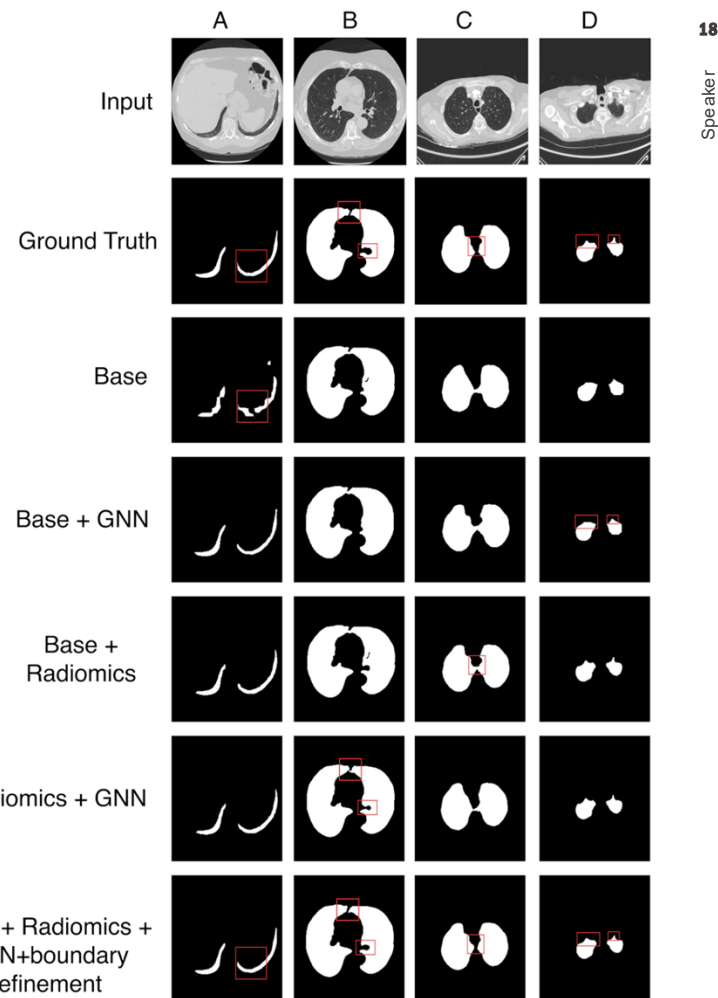 A B C D
18
Speaker
Input
Ground Truth
Base
Base + GNN
Base +
Radiomics
iomics + GNN
+ Radiomics +
N+boundary
efinement